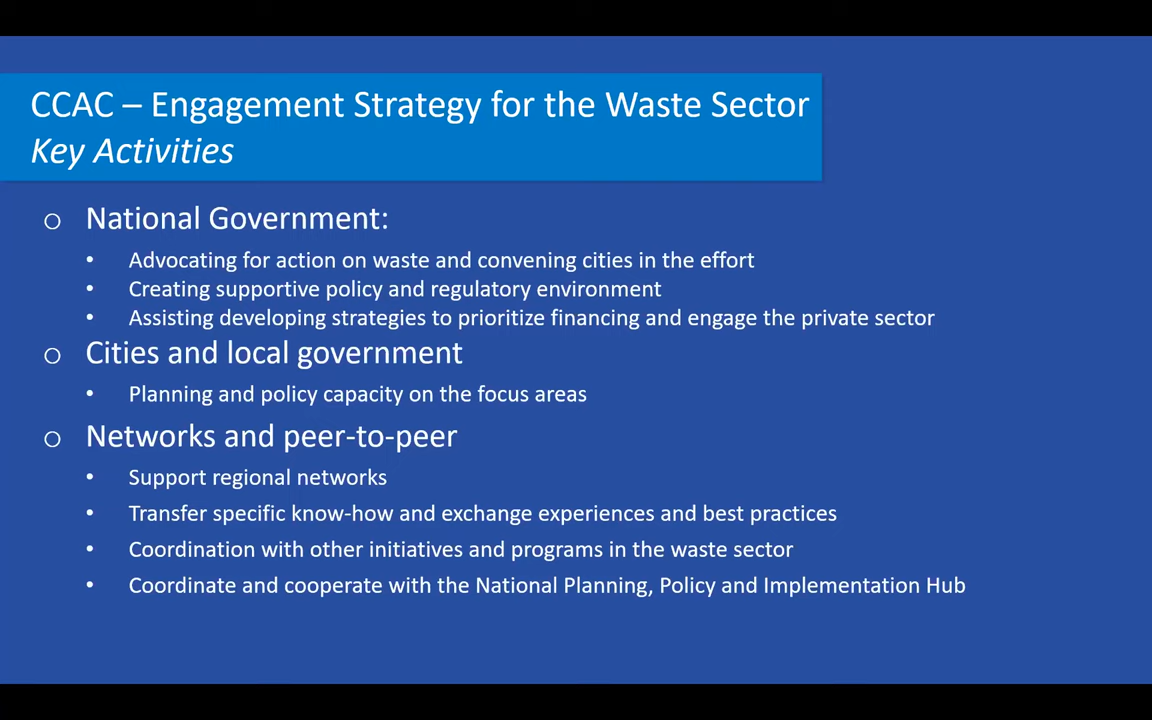 CCAC – Engagement Strategy for the Waste Sector
Key Activities
o National Government:
• Advocating for action on waste and convening cities in the effort
• Creating supportive policy and regulatory environment
• Assisting developing strategies to prioritize financing and engage the private sector
o Cities and local government
• Planning and policy capacity on the focus areas
o Networks and peer-to-peer
• Support regional networks
• Transfer specific know-how and exchange experiences and best practices
• Coordination with other initiatives and programs in the waste sector
• Coordinate and cooperate with the National Planning, Policy and Implementation Hub